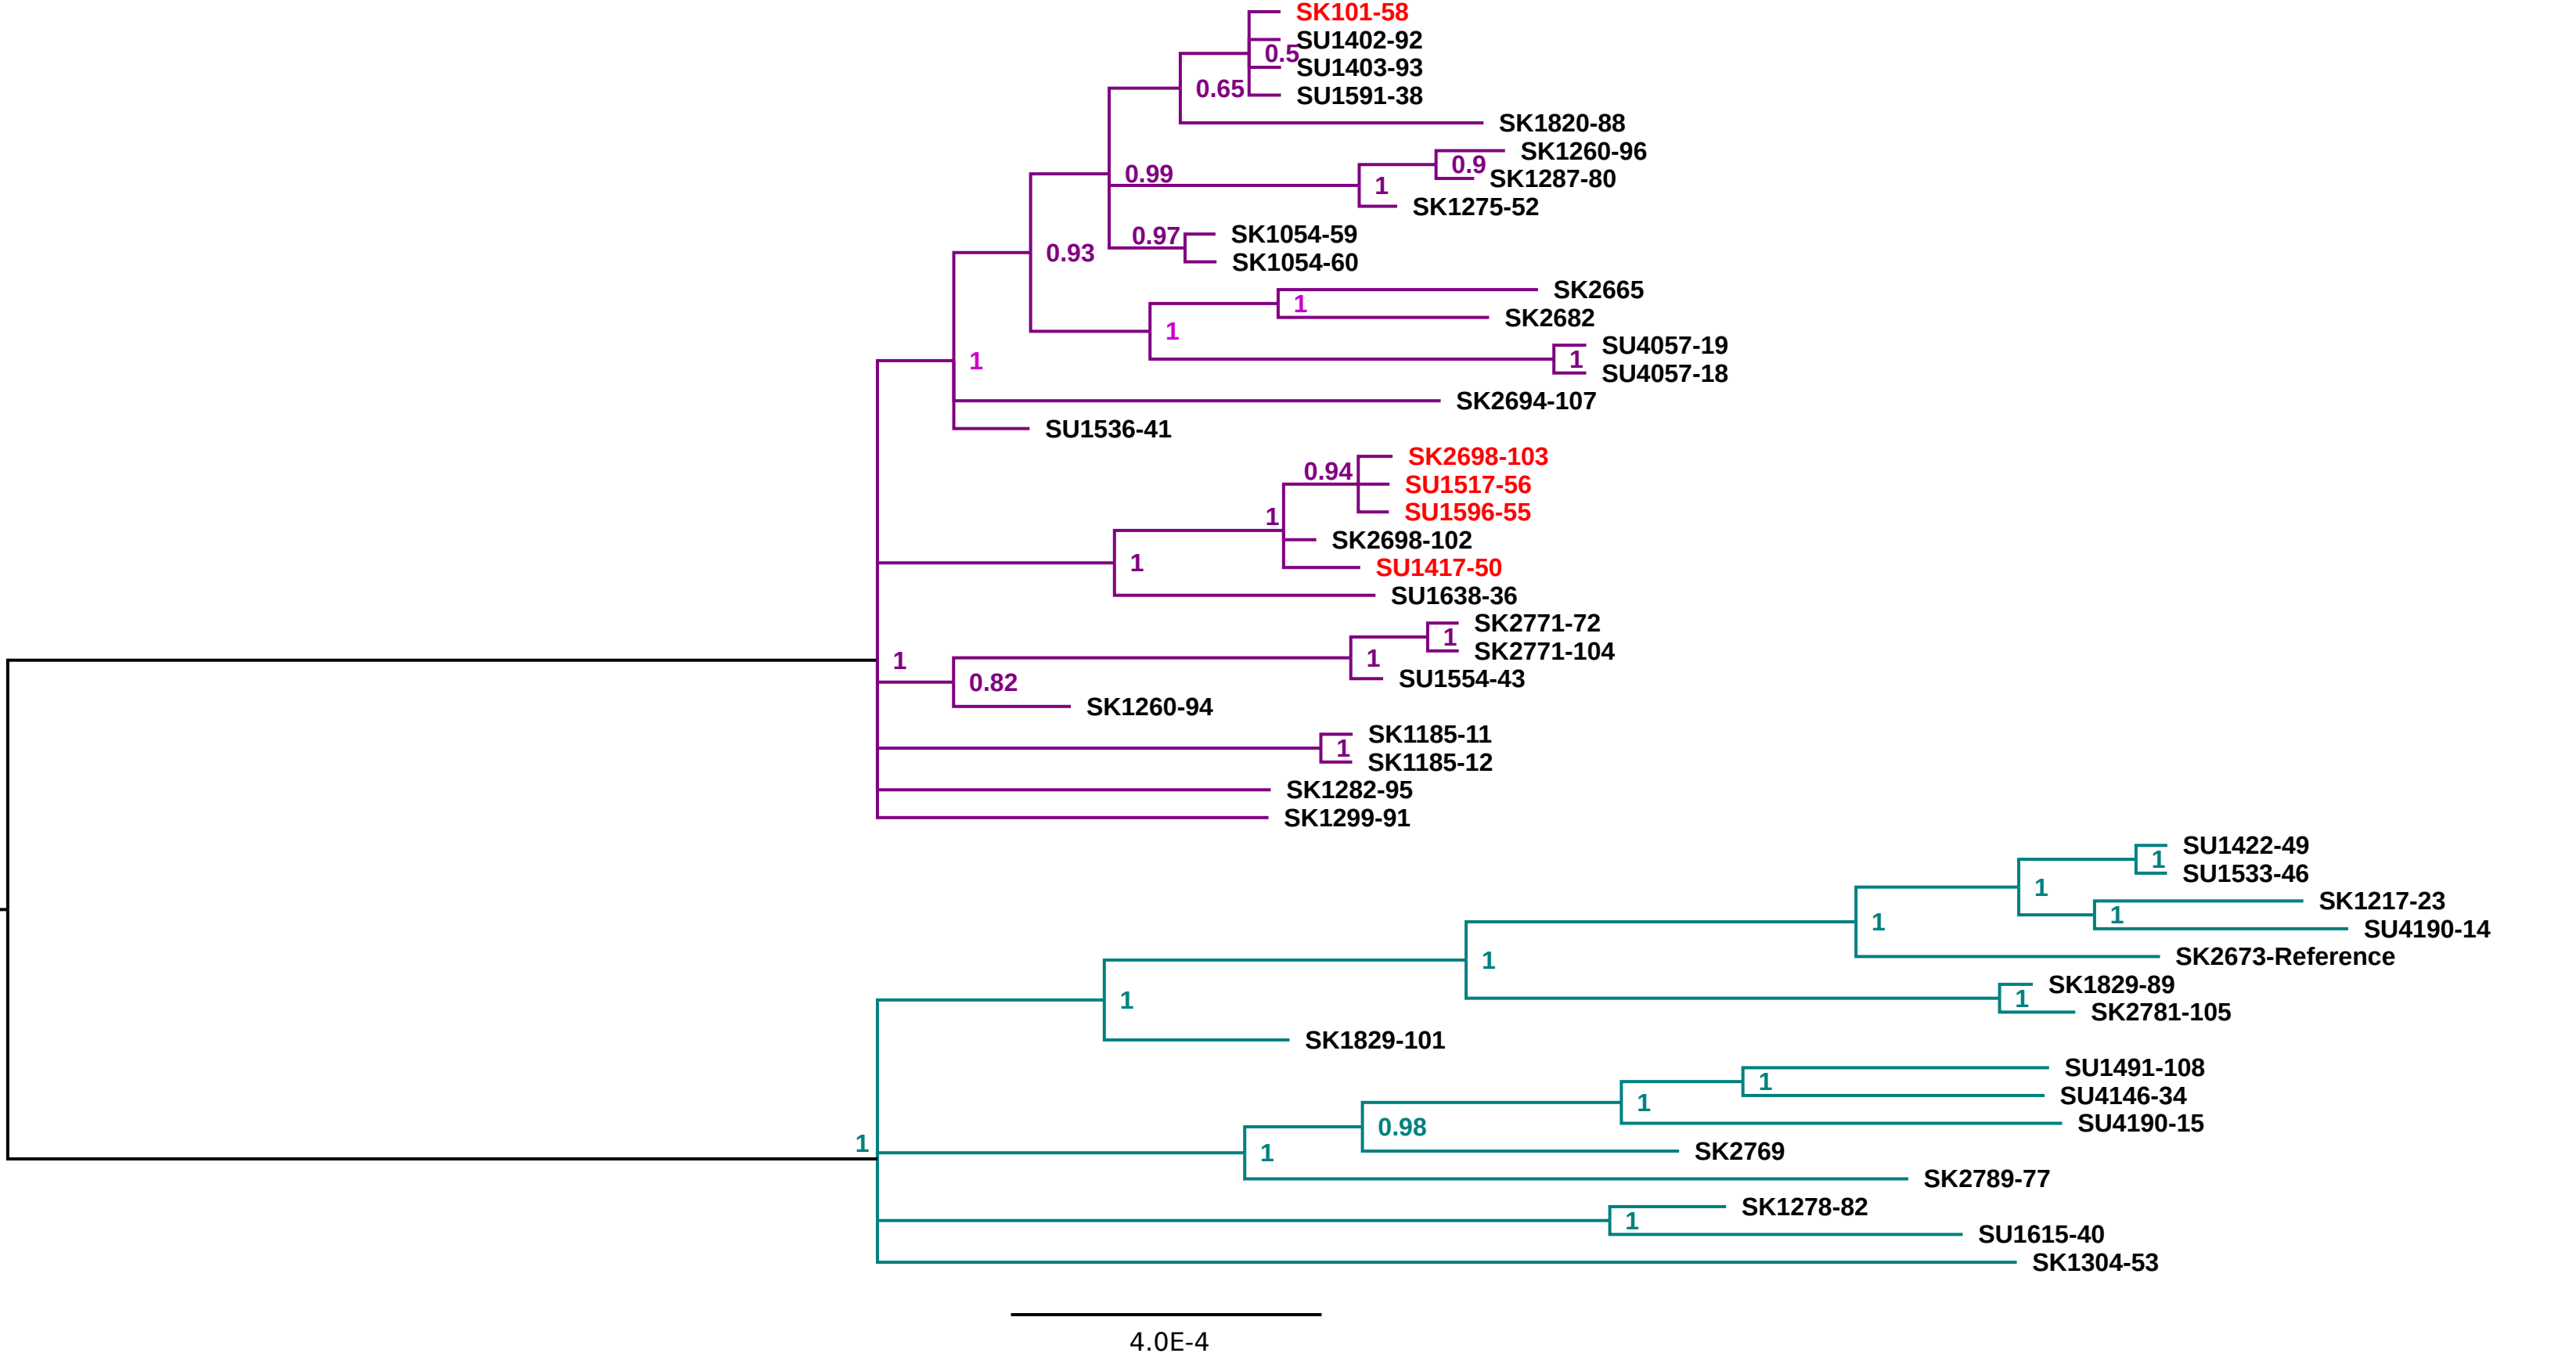 SK101-58
SU1402-92
0.5
SU1403-93
0.65
SU1591-38
SK1820-88
SK1260-96
0.9
0.99
SK1287-80
1
SK1275-52
SK1054-59
0.97
0.93
SK1054-60
SK2665
1
SK2682
1
SU4057-19
1
1
SU4057-18
SK2694-107
SU1536-41
SK2698-103
0.94
SU1517-56
SU1596-55
1
SK2698-102
1
SU1417-50
SU1638-36
SK2771-72
1
SK2771-104
1
1
SU1554-43
0.82
SK1260-94
SK1185-11
1
SK1185-12
SK1282-95
SK1299-91
SU1422-49
1
SU1533-46
1
SK1217-23
1
1
SU4190-14
SK2673-Reference
1
SK1829-89
1
1
SK2781-105
SK1829-101
SU1491-108
1
SU4146-34
1
SU4190-15
0.98
1
SK2769
1
SK2789-77
SK1278-82
1
SU1615-40
SK1304-53
4.0E-4